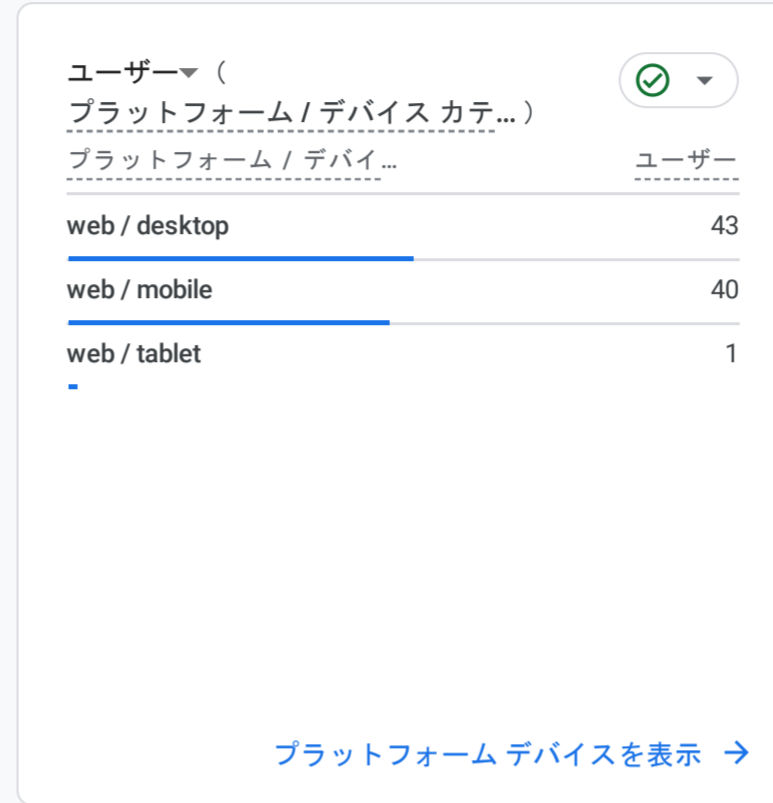 ユーザー（
プラットフォーム / デバイス カテ...）
プラットフォーム / デバイ... ユーザー
web / desktop 43
web / mobile 40
web / tablet 1
プラットフォーム デバイスを表示 →